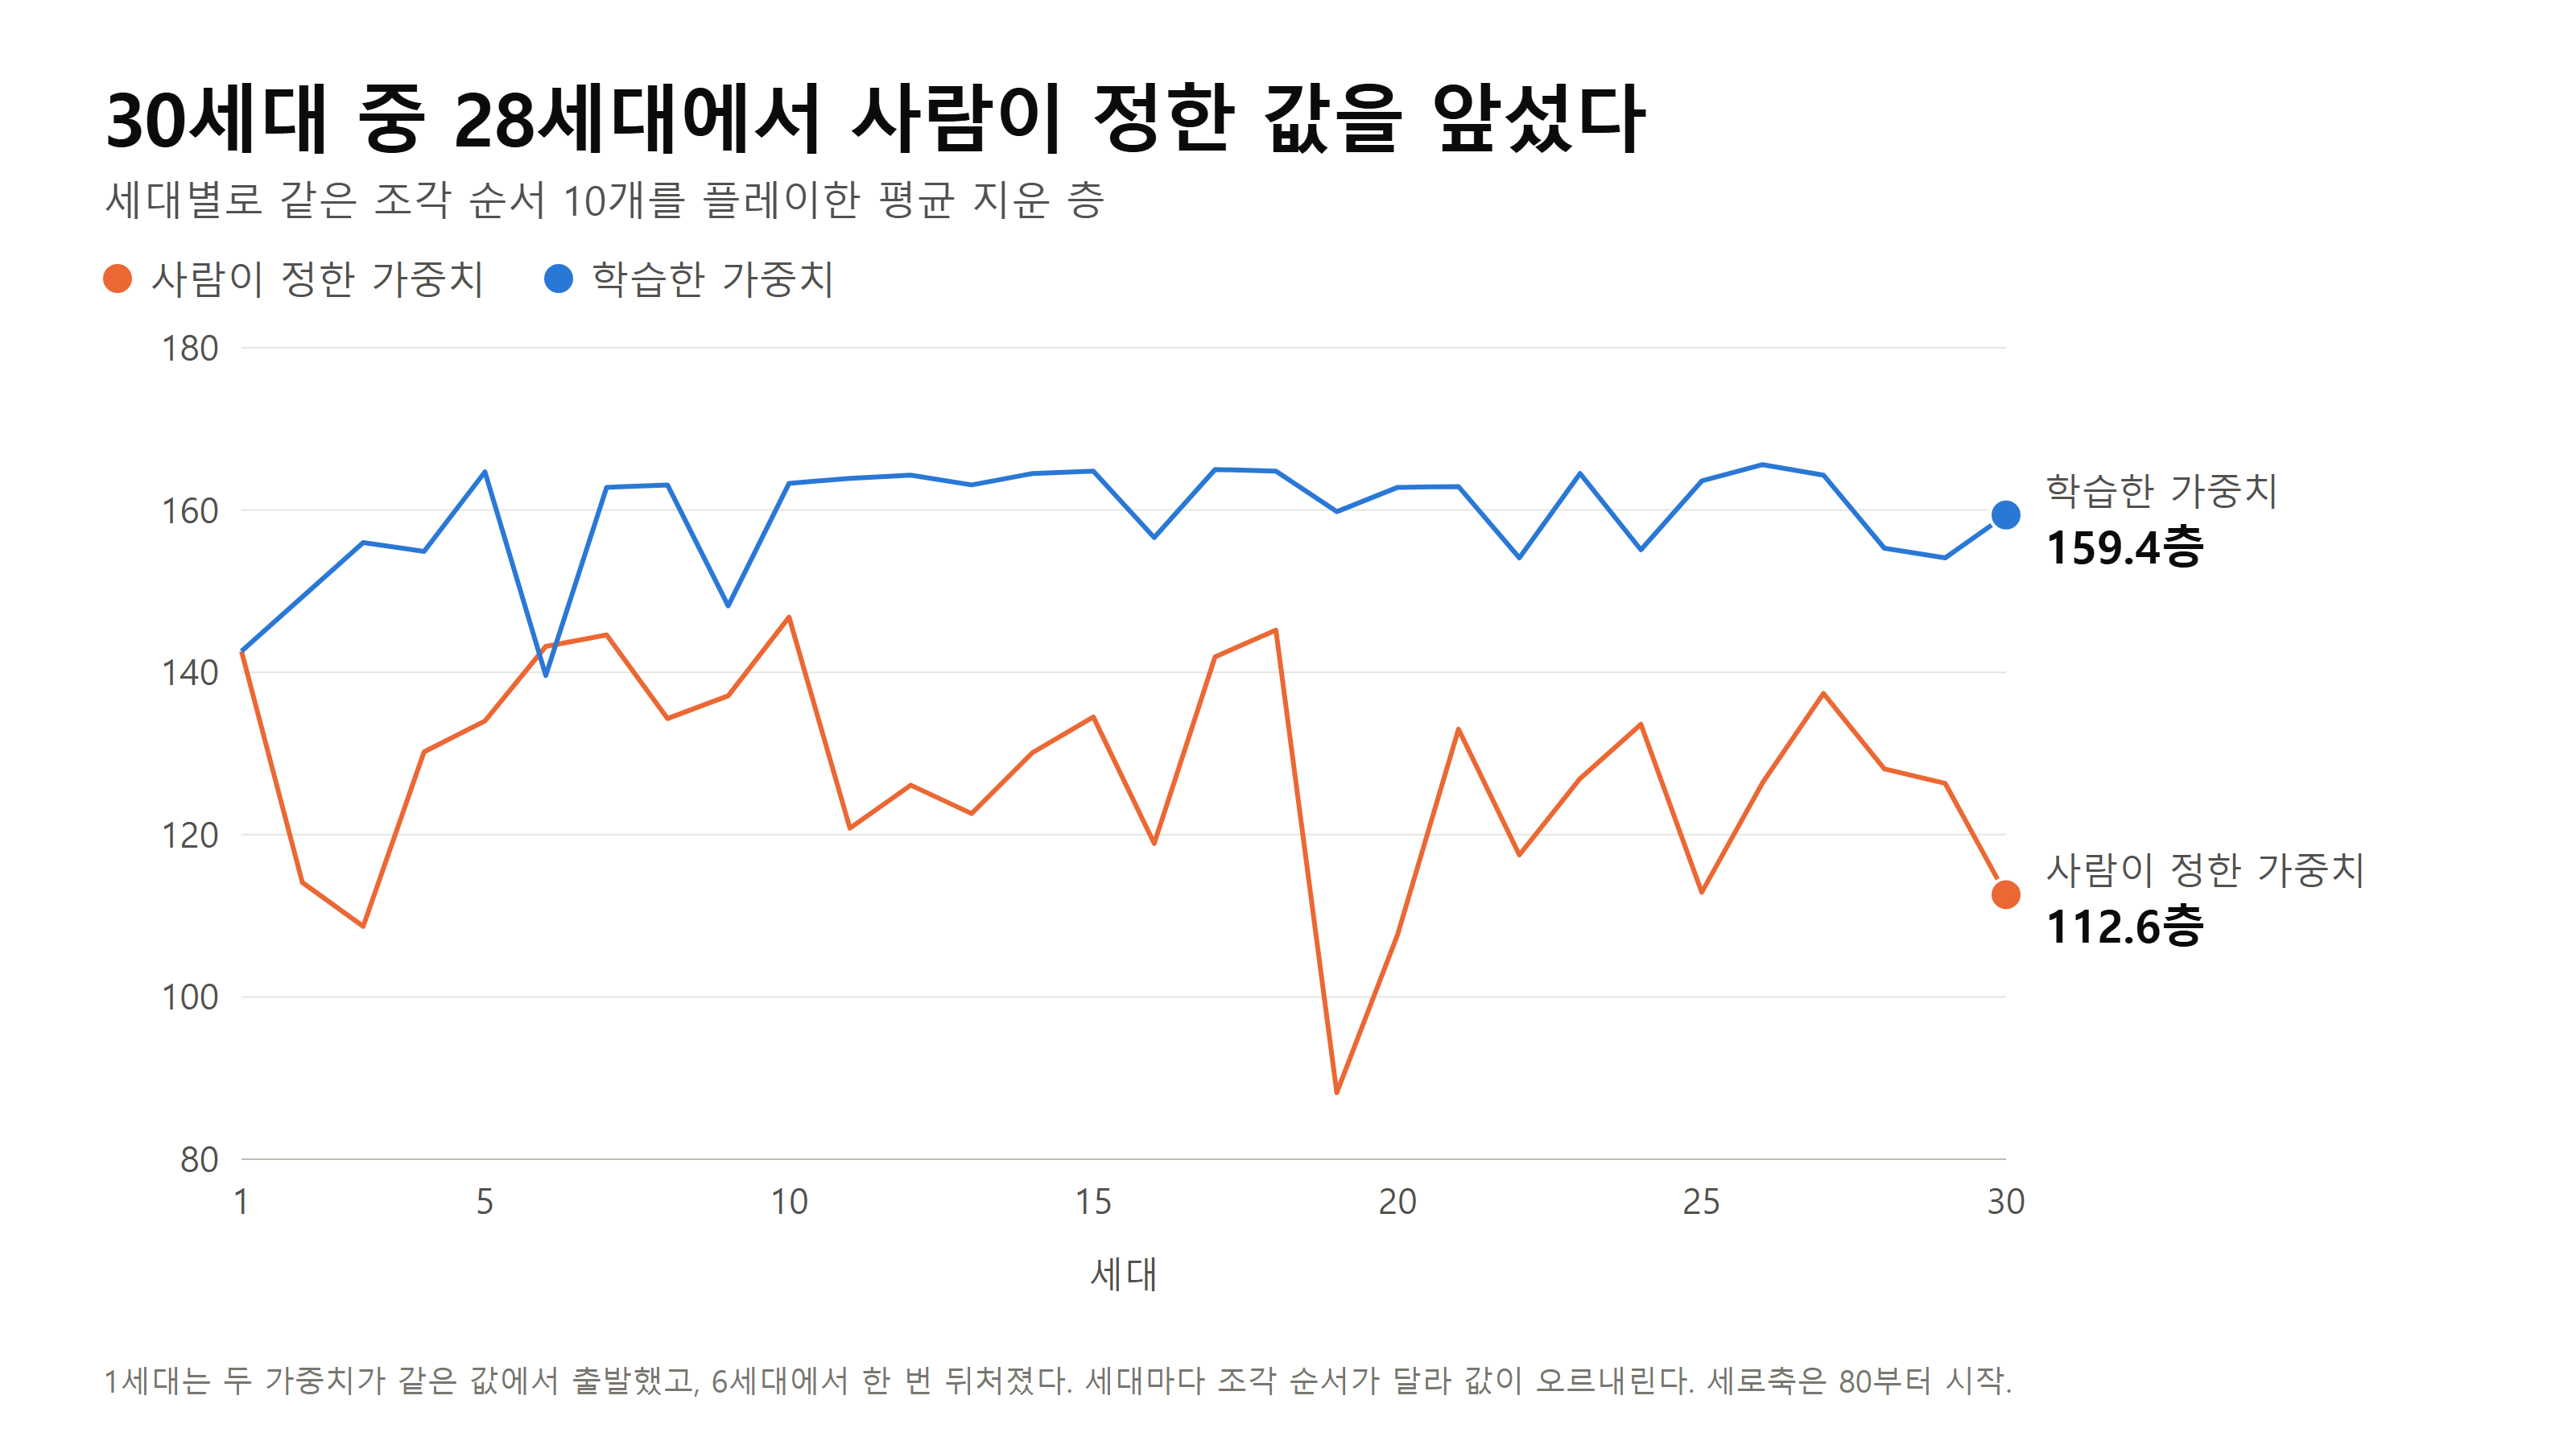 30세대 중 28세대에서 사람이 정한 값을 앞섰다
세대별로 같은 조각 순서 10개를 플레이한 평균 지운 층
사람이 정한 가중치 학습한 가중치
180
160
140
120
100
80
학습한 가중치
159.4층
사람이 정한 가중치
112.6층
1 5 10 15 20 25 30
세대
1세대는 두 가중치가 같은 값에서 출발했고, 6세대에서 한 번 뒤처졌다. 세대마다 조각 순서가 달라 값이 오르내린다. 세로축은 80부터 시작.